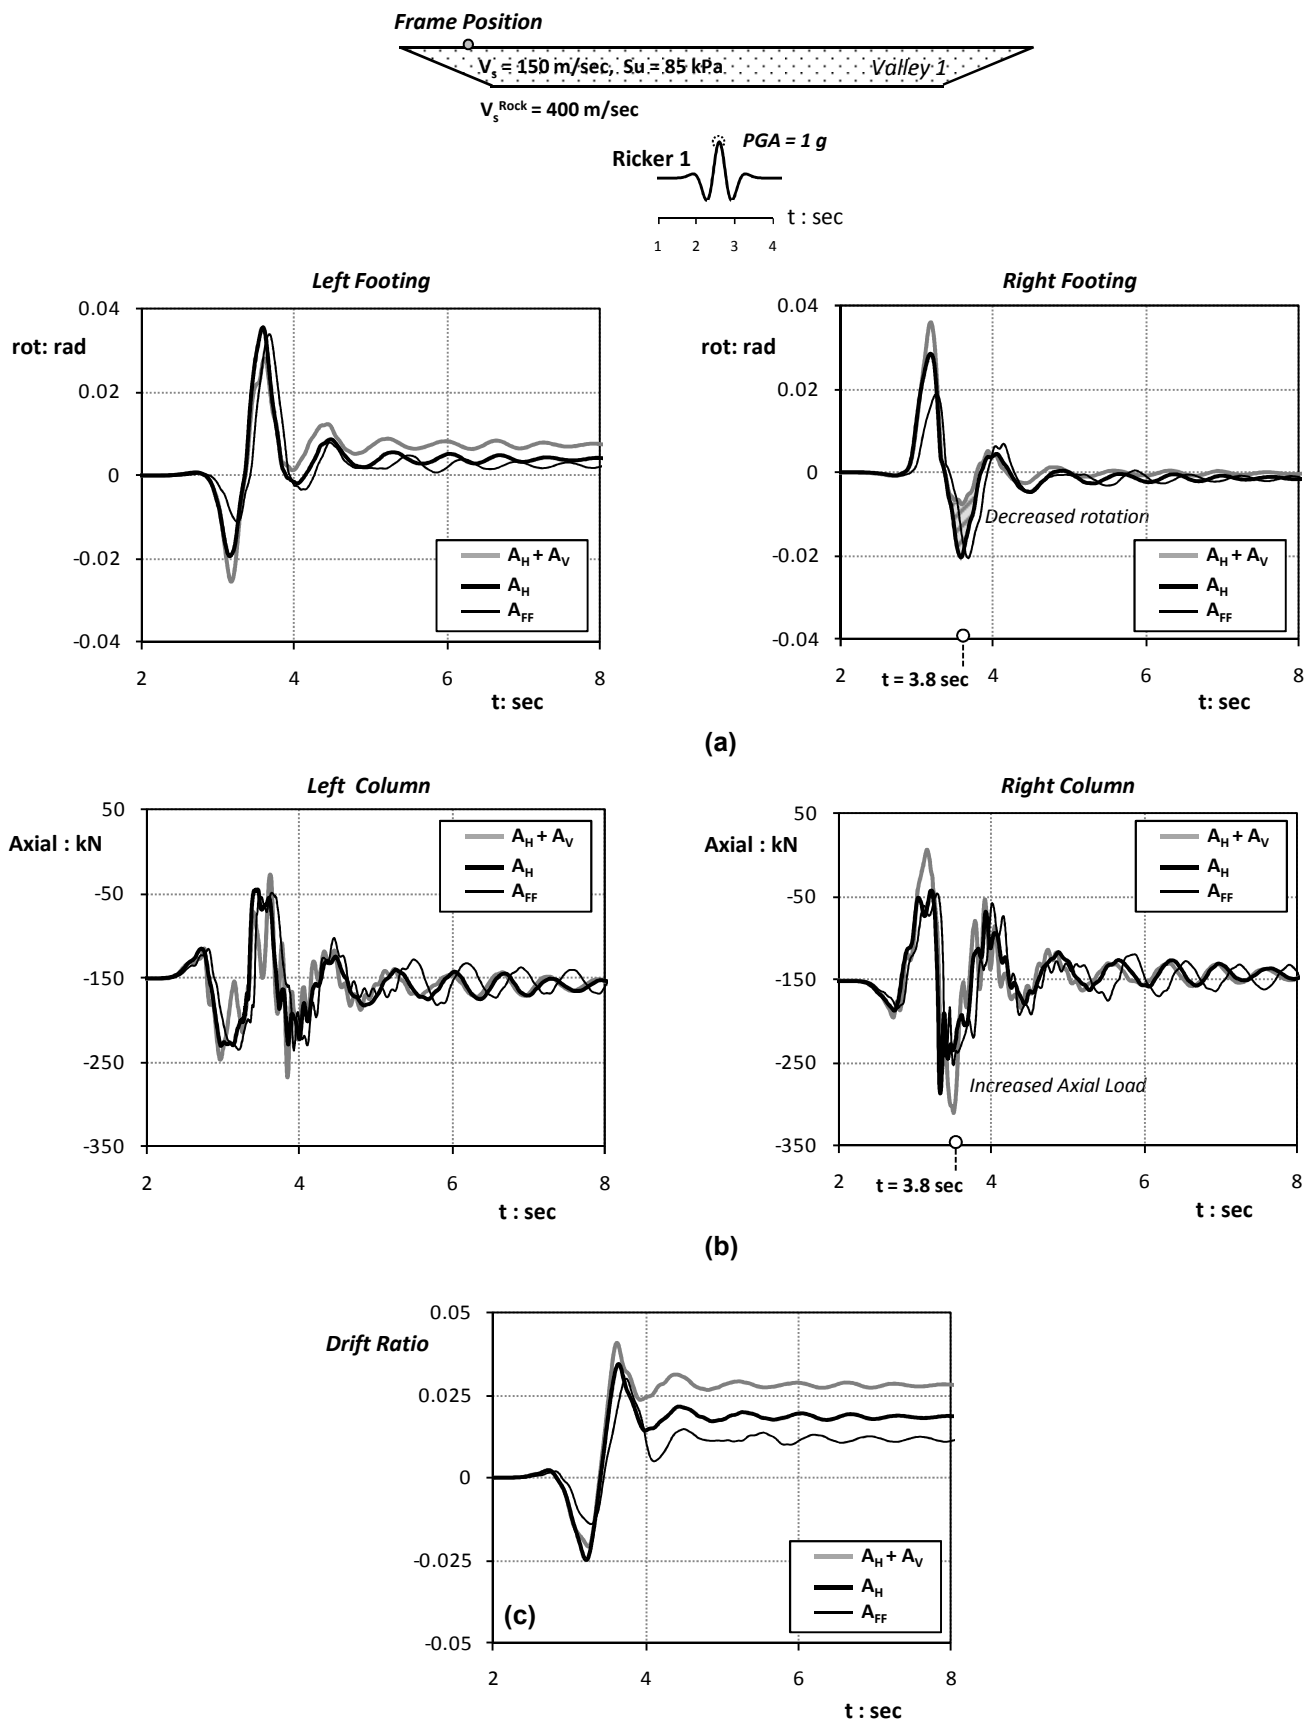 Frame Position
Vs = 150 m/sec, Su = 85 kPa
Valley 1
VsRock = 400 m/sec
PGA = 1 g
Ricker 1
t : sec
1 2 3 4
Left Footing
0.04
rot: rad
0.02
0
-0.02
-0.04
AH + AV
AH
AFF
2 4 6 8
t: sec
Right Footing
0.04
rot: rad
0.02
0
-0.02
-0.04
Decreased rotation
AH + AV
AH
AFF
2 4 6 8
t = 3.8 sec
t: sec
(a)
Left Column
50
Axial : kN
-50
-150
-250
-350
AH + AV
AH
AFF
2 4 6 8
t : sec
Right Column
50
Axial : kN
-50
-150
-250
-350
AH + AV
AH
AFF
Increased Axial Load
2 4 6 8
t = 3.8 sec
t : sec
(b)
0.05
Drift Ratio
0.025
0
-0.025
-0.05
AH + AV
AH
AFF
(c)
2 4 6 8
t : sec